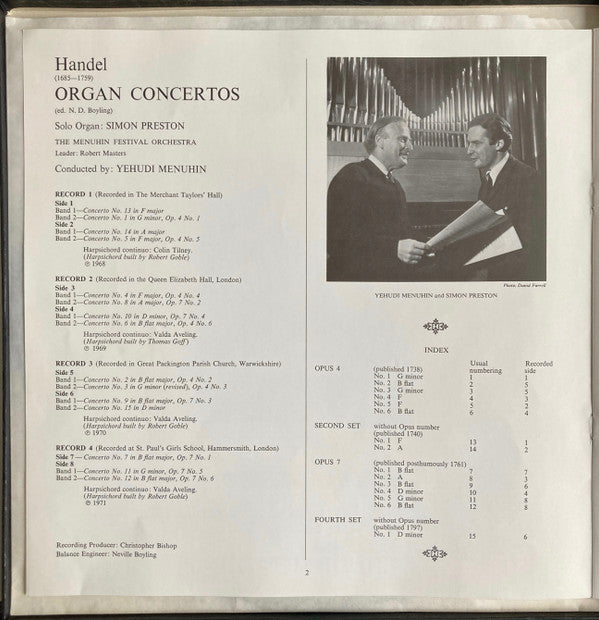 Handel
(1685—1759)
ORGAN CONCERTOS
(ed. N. D. Boyling)
Solo Organ: SIMON PRESTON
THE MENUHIN FESTIVAL ORCHESTRA
Leader: Robert Masters
Conducted by: YEHUDI MENUHIN
RECORD 1 (Recorded in The Merchant Taylors' Hall)
Side 1
Band 1—Concerto No. 13 in F major
Band 2—Concerto No. 1 in G minor, Op. 4 No. 1
Side 2
Band 1—Concerto No. 14 in A major
Band 2—Concerto No. 5 in F major, Op. 4 No. 5
Harpsichord continuo: Colin Tilney.
(Harpsichord built by Robert Goble)
℗ 1968
RECORD 2 (Recorded in the Queen Elizabeth Hall, London)
Side 3
Band 1—Concerto No. 4 in F major, Op. 4 No. 4
Band 2—Concerto No. 8 in A major, Op. 7 No. 2
Side 4
Band 1—Concerto No. 10 in D minor, Op. 7 No. 4
Band 2—Concerto No. 6 in B flat major, Op. 4 No. 6
Harpsichord continuo: Valda Aveling.
(Harpsichord built by Thomas Goff)
℗ 1969
RECORD 3 (Recorded in Great Packington Parish Church, Warwickshire)
Side 5
Band 1—Concerto No. 2 in B flat major, Op. 4 No. 2
Band 2—Concerto No. 3 in G minor (revised), Op. 4 No. 3
Side 6
Band 1—Concerto No. 9 in B flat major, Op. 7 No. 3
Band 2—Concerto No. 15 in D minor
Harpsichord continuo: Valda Aveling.
(Harpsichord built by Robert Goble)
℗ 1970
RECORD 4 (Recorded at St. Paul's Girls School, Hammersmith, London)
Side 7— Concerto No. 7 in B flat major, Op. 7 No. 1
Side 8
Band 1—Concerto No. 11 in G minor, Op. 7 No. 5
Band 2—Concerto No. 12 in B flat major, Op. 7 No. 6
Harpsichord continuo: Valda Aveling.
(Harpsichord built by Robert Goble)
℗ 1971
Recording Producer: Christopher Bishop
Balance Engineer: Neville Boyling
Photo: David Farrell
YEHUDI MENUHIN and SIMON PRESTON
INDEX
Usual numbering Recorded side
OPUS 4 (published 1738)
No. 1 G minor 1 1
No. 2 B flat 2 5
No. 3 G minor 3 5
No. 4 F 4 3
No. 5 F 5 2
No. 6 B flat 6 4
SECOND SET without Opus number
(published 1740)
No. 1 F 13 1
No. 2 A 14 2
OPUS 7 (published posthumously 1761)
No. 1 B flat 7 7
No. 2 A 8 3
No. 3 B flat 9 6
No. 4 D minor 10 4
No. 5 G minor 11 8
No. 6 B flat 12 8
FOURTH SET without Opus number
(published 1797)
No. 1 D minor 15 6
2